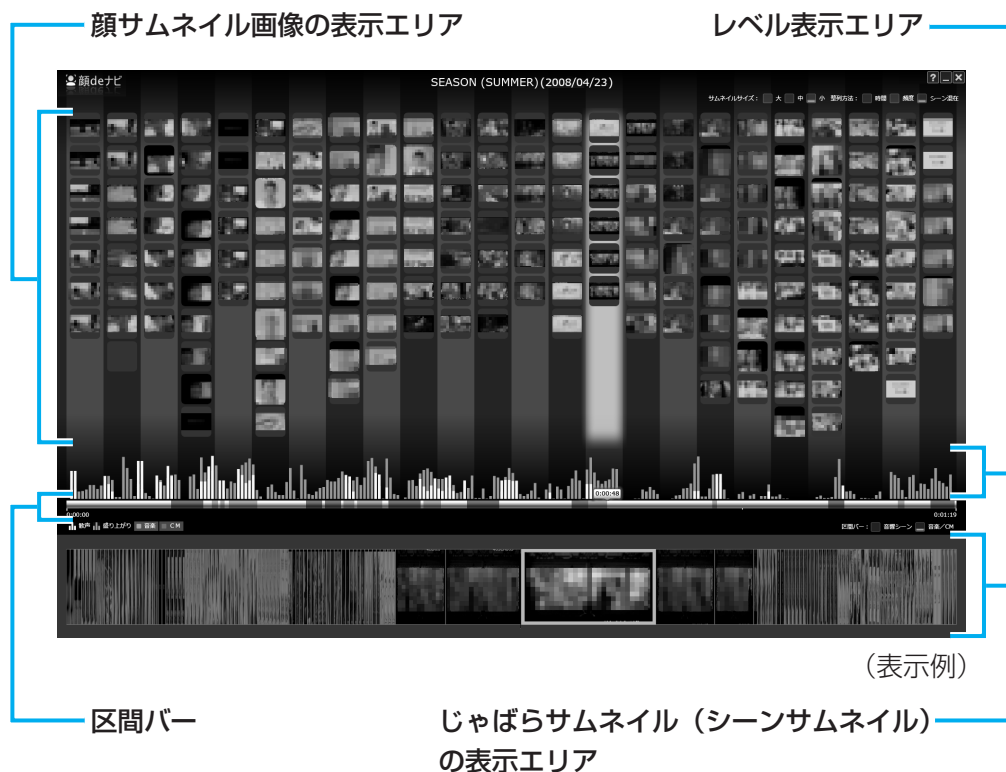 顔サムネイル画像の表示エリア
レベル表示エリア
顔deナビ
SEASON (SUMMER)(2008/04/23)
サムネイルサイズ： 大 中 小 整列方法： 時間 頻度 シーン混在
0:00:48
0:00:00
0:01:19
歓声 盛り上がり 音楽 CM
区間バー： 音響シーン 音楽／CM
（表示例）
区間バー
じゃばらサムネイル（シーンサムネイル）
の表示エリア